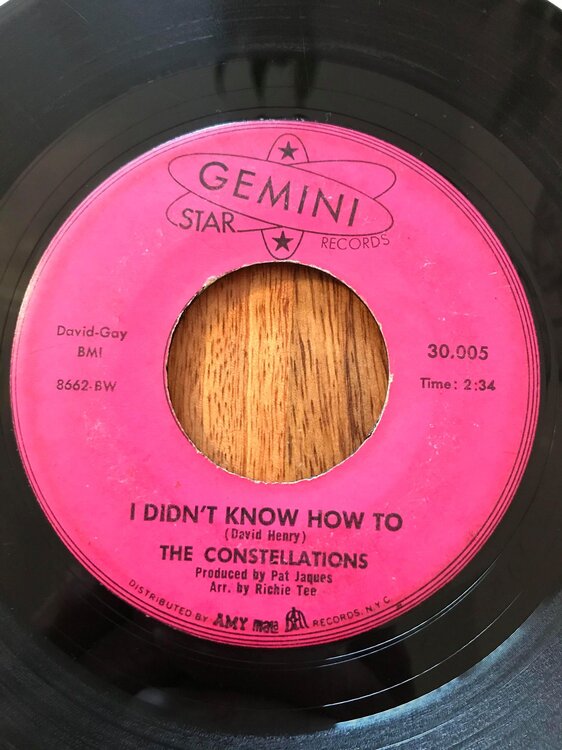 GEMINI
STAR
RECORDS
David-Gay
BMI
8662-BW
30.005
Time: 2:34
I DIDN'T KNOW HOW TO
(David Henry)
THE CONSTELLATIONS
Produced by Pat Jaques
Arr. by Richie Tee
DISTRIBUTED BY AMY mala BELL RECORDS, N.Y.C.